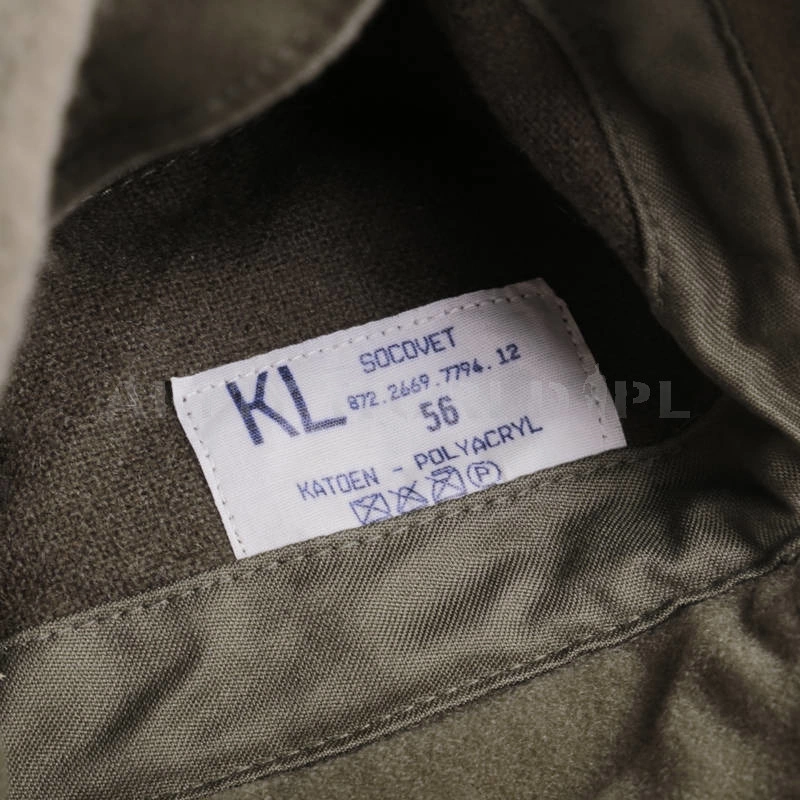 SOCOVET
KL 872.2669.7794.12
56
KATOEN - POLYACRYL
P